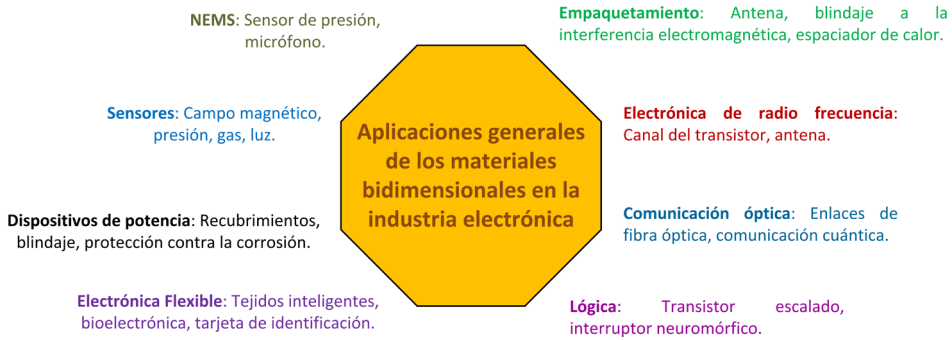 NEMS: Sensor de presión,
micrófono.
Empaquetamiento: Antena, blindaje a la
interferencia electromagnética, espaciador de calor.
Sensores: Campo magnético,
presión, gas, luz.
Electrónica de radio frecuencia:
Canal del transistor, antena.
Aplicaciones generales
de los materiales
bidimensionales en la
industria electrónica
Dispositivos de potencia: Recubrimientos,
blindaje, protección contra la corrosión.
Comunicación óptica: Enlaces de
fibra óptica, comunicación cuántica.
Electrónica Flexible: Tejidos inteligentes,
bioelectrónica, tarjeta de identificación.
Lógica: Transistor escalado,
interruptor neuromórfico.